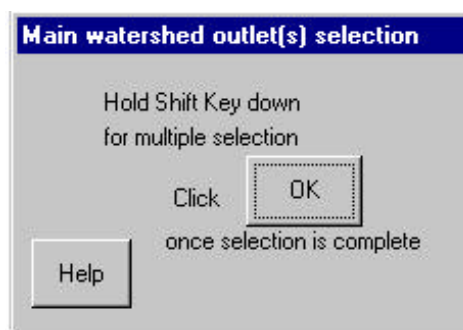 Main watershed outlet(s) selection
Hold Shift Key down
for multiple selection
Click OK
once selection is complete
Help